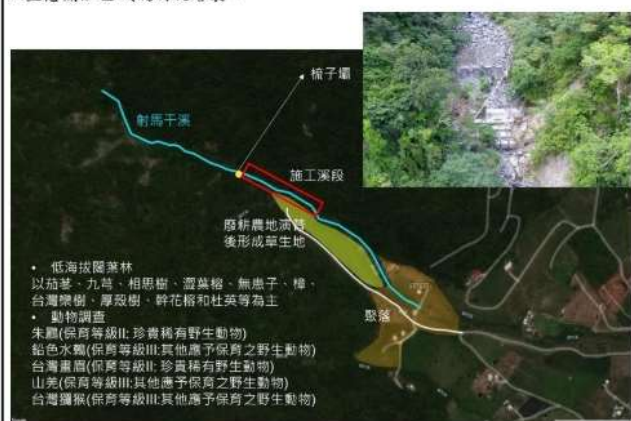 梳子壩
射馬干溪
施工溪段
廢耕農地演替
後形成草生地
聚落
• 低海拔闊葉林
以茄苳、九芎、相思樹、澀葉榕、無患子、樟、
台灣欒樹、厚殼樹、幹花榕和杜英等為主
• 動物調查
朱鸝(保育等級II: 珍貴稀有野生動物)
鉛色水鶇(保育等級III:其他應予保育之野生動物)
台灣畫眉(保育等級II: 珍貴稀有野生動物)
山羌(保育等級III:其他應予保育之野生動物)
台灣獼猴(保育等級III:其他應予保育之野生動物)